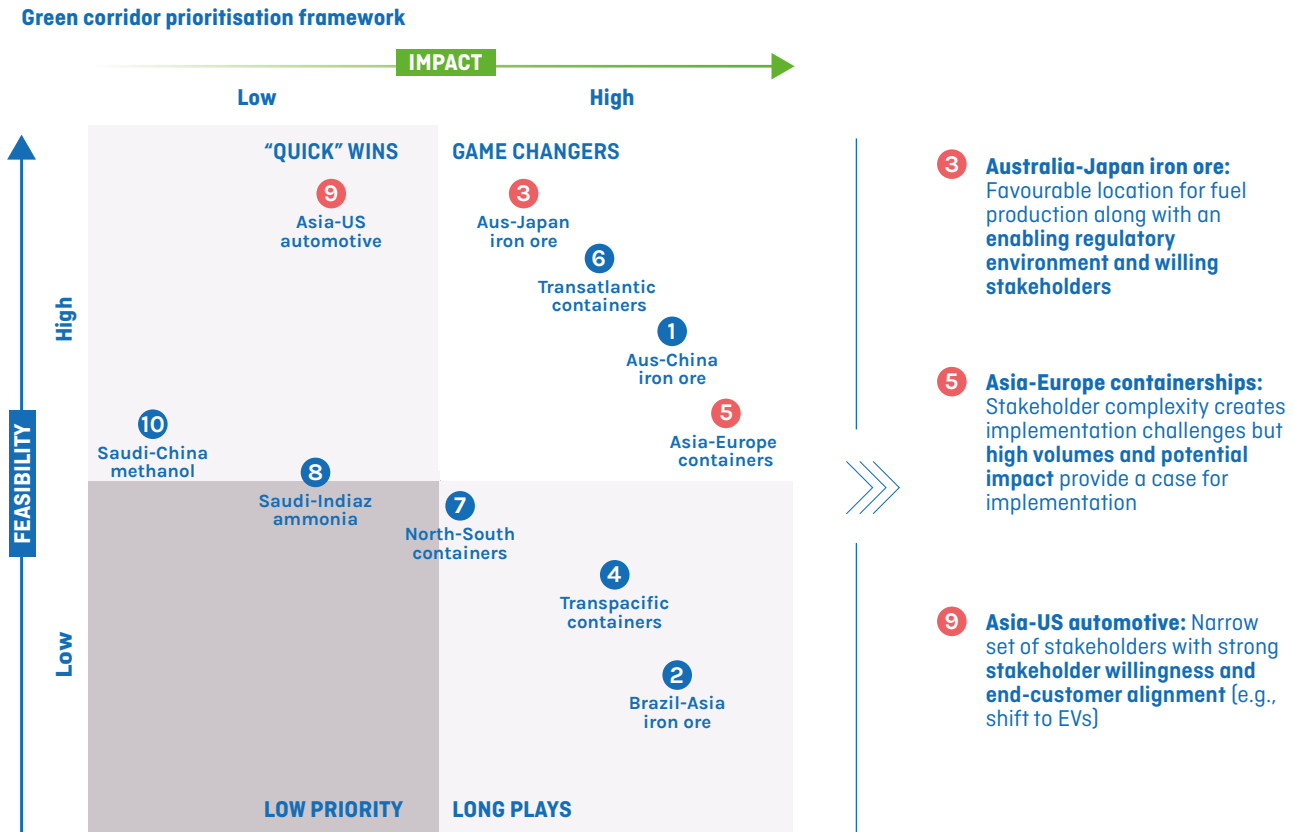 Green corridor prioritisation framework
IMPACT
Low
High
FEASIBILITY
High
Low
“QUICK” WINS
GAME CHANGERS
9
Asia-US
automotive
3
Aus-Japan
iron ore
6
Transatlantic
containers
1
Aus-China
iron ore
5
Asia-Europe
containers
10
Saudi-China
methanol
8
Saudi-Indiaz
ammonia
7
North-South
containers
4
Transpacific
containers
2
Brazil-Asia
iron ore
LOW PRIORITY
LONG PLAYS
3
Australia-Japan iron ore:
Favourable location for fuel
production along with an
enabling regulatory
environment and willing
stakeholders
5
Asia-Europe containerships:
Stakeholder complexity creates
implementation challenges but
high volumes and potential
impact provide a case for
implementation
9
Asia-US automotive: Narrow
set of stakeholders with strong
stakeholder willingness and
end-customer alignment (e.g.,
shift to EVs)